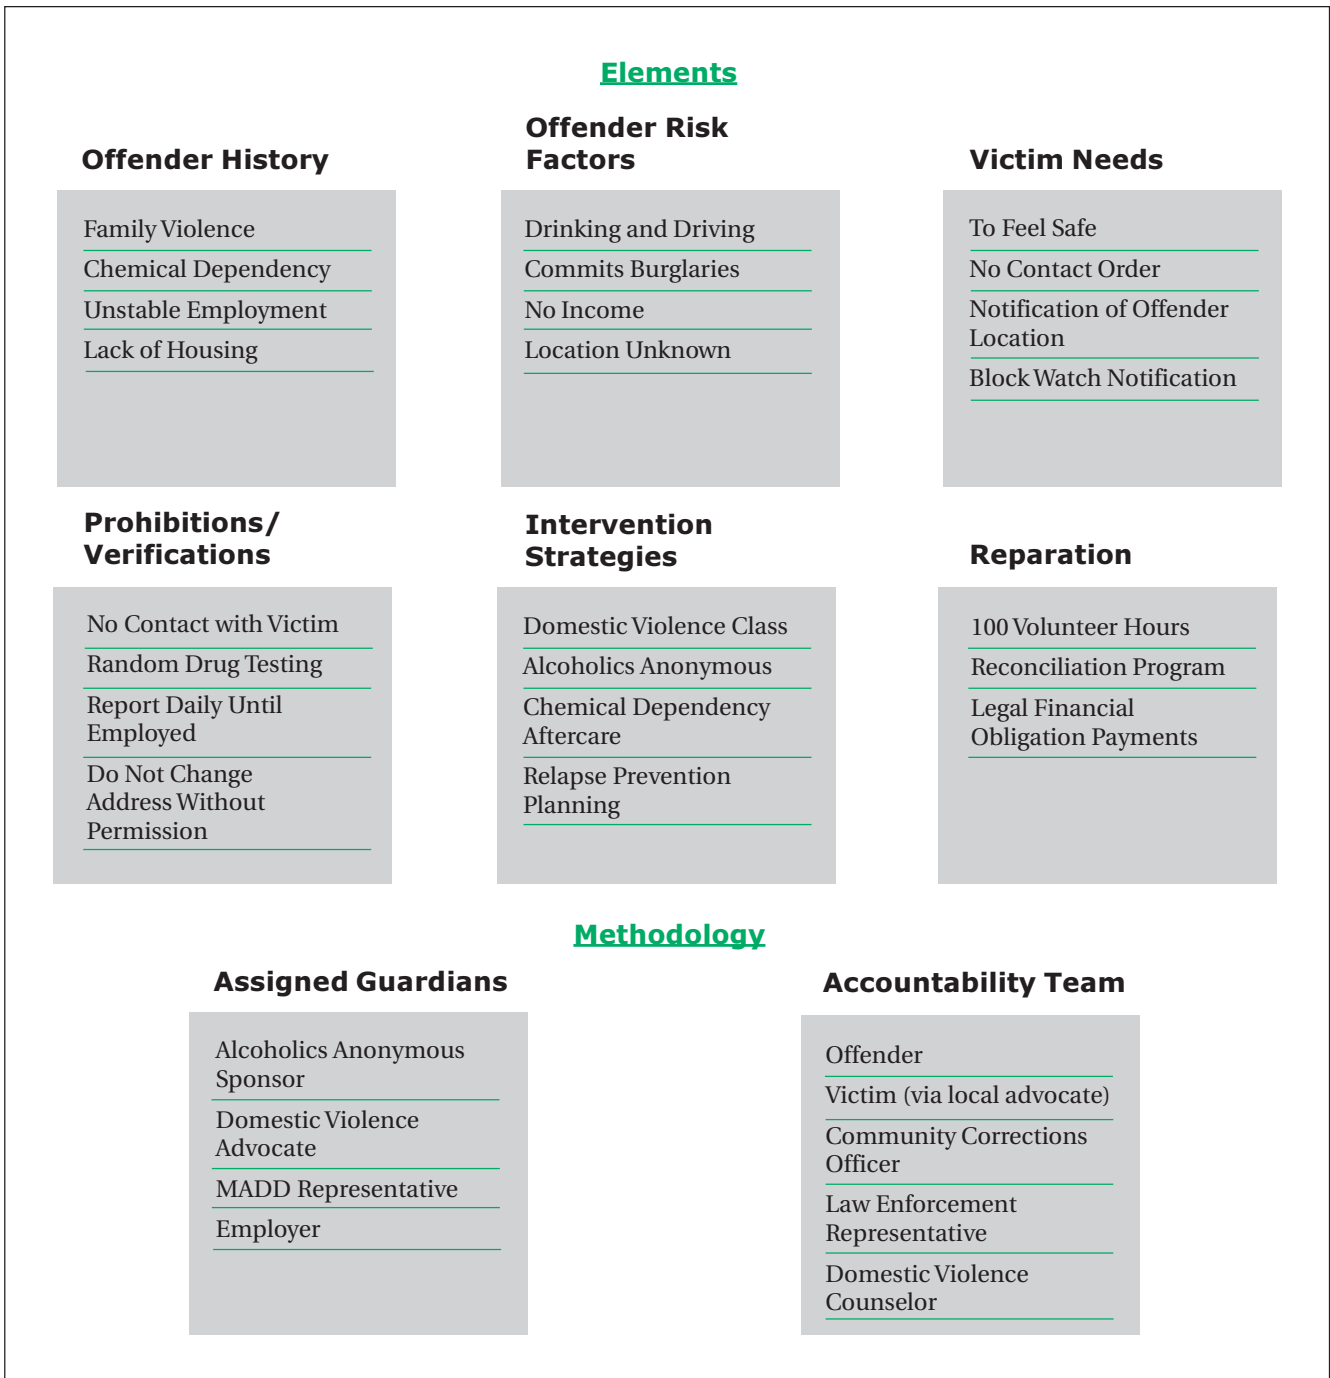 Elements
Offender History
Family Violence
Chemical Dependency
Unstable Employment
Lack of Housing
Offender Risk
Factors
Drinking and Driving
Commits Burglaries
No Income
Location Unknown
Victim Needs
To Feel Safe
No Contact Order
Notification of Offender
Location
Block Watch Notification
Prohibitions/
Verifications
No Contact with Victim
Random Drug Testing
Report Daily Until
Employed
Do Not Change
Address Without
Permission
Intervention
Strategies
Domestic Violence Class
Alcoholics Anonymous
Chemical Dependency
Aftercare
Relapse Prevention
Planning
Reparation
100 Volunteer Hours
Reconciliation Program
Legal Financial
Obligation Payments
Methodology
Assigned Guardians
Alcoholics Anonymous
Sponsor
Domestic Violence
Advocate
MADD Representative
Employer
Accountability Team
Offender
Victim (via local advocate)
Community Corrections
Officer
Law Enforcement
Representative
Domestic Violence
Counselor